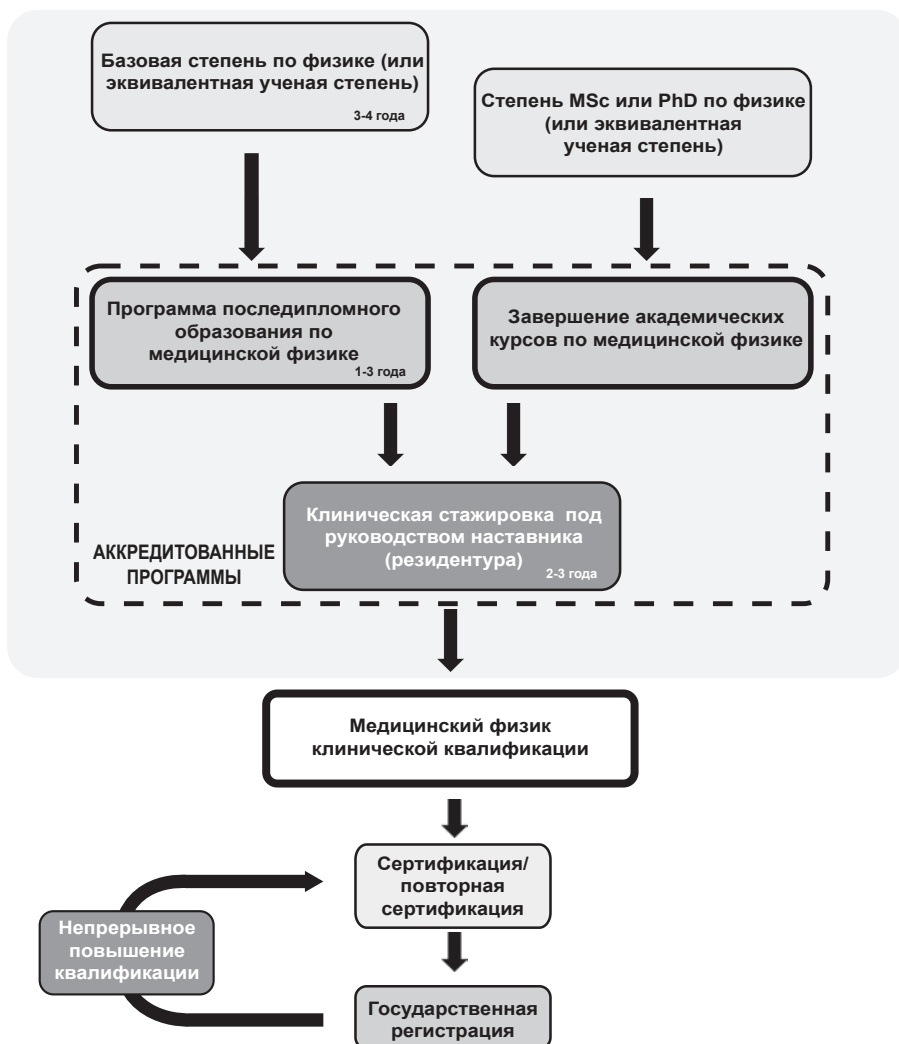 Базовая степень по физике (или
эквивалентная ученая степень)
3-4 года
Степень MSc или PhD по физике
(или эквивалентная
ученая степень)
Программа последипломного
образования по
медицинской физике
1-3 года
Завершение академических
курсов по медицинской физике
Клиническая стажировка под
руководством наставника
(резидентура)
2-3 года
АККРЕДИТОВАННЫЕ
ПРОГРАММЫ
Медицинский физик
клинической квалификации
Сертификация/
повторная
сертификация
Непрерывное
повышение
квалификации
Государственная
регистрация